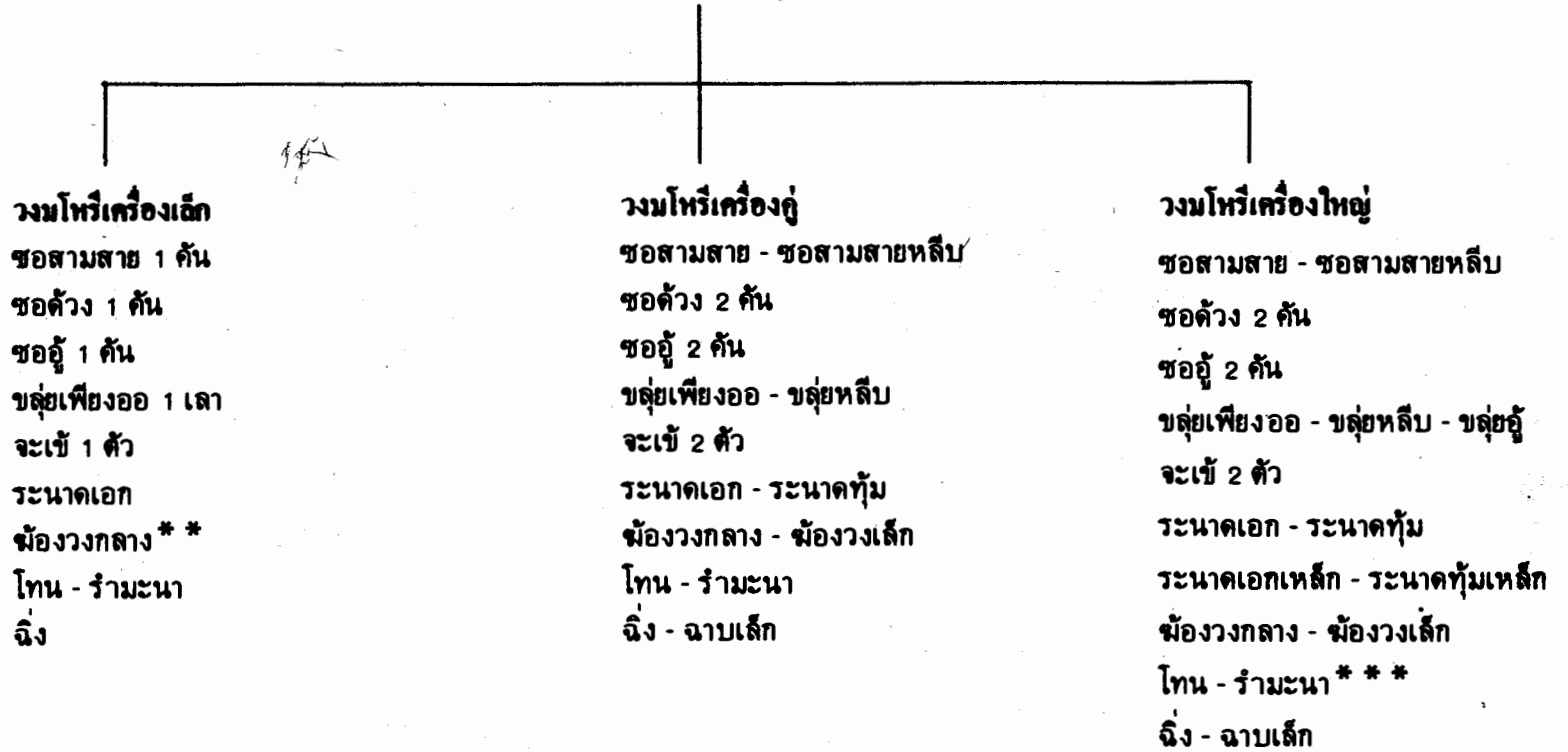 วงมโหรีเครื่องเล็ก
ซอสามสาย 1 คัน
ซอด้วง 1 คัน
ซออู้ 1 คัน
ขลุ่ยเพียงออ 1 เลา
จะเข้ 1 ตัว
ระนาดเอก
ฆ้องวงกลาง* *
โทน - รำมะนา
ฉิ่ง
วงมโหรีเครื่องคู่
ซอสามสาย - ซอสามสายหลีบ
ซอด้วง 2 คัน
ซออู้ 2 คัน
ขลุ่ยเพียงออ - ขลุ่ยหลีบ
จะเข้ 2 ตัว
ระนาดเอก - ระนาดทุ้ม
ฆ้องวงกลาง - ฆ้องวงเล็ก
โทน - รำมะนา
ฉิ่ง - ฉาบเล็ก
วงมโหรีเครื่องใหญ่
ซอสามสาย - ซอสามสายหลีบ
ซอด้วง 2 คัน
ซออู้ 2 คัน
ขลุ่ยเพียงออ - ขลุ่ยหลีบ - ขลุ่ยอู้
จะเข้ 2 ตัว
ระนาดเอก - ระนาดทุ้ม
ระนาดเอกเหล็ก - ระนาดทุ้มเหล็ก
ฆ้องวงกลาง - ฆ้องวงเล็ก
โทน - รำมะนา* * *
ฉิ่ง - ฉาบเล็ก